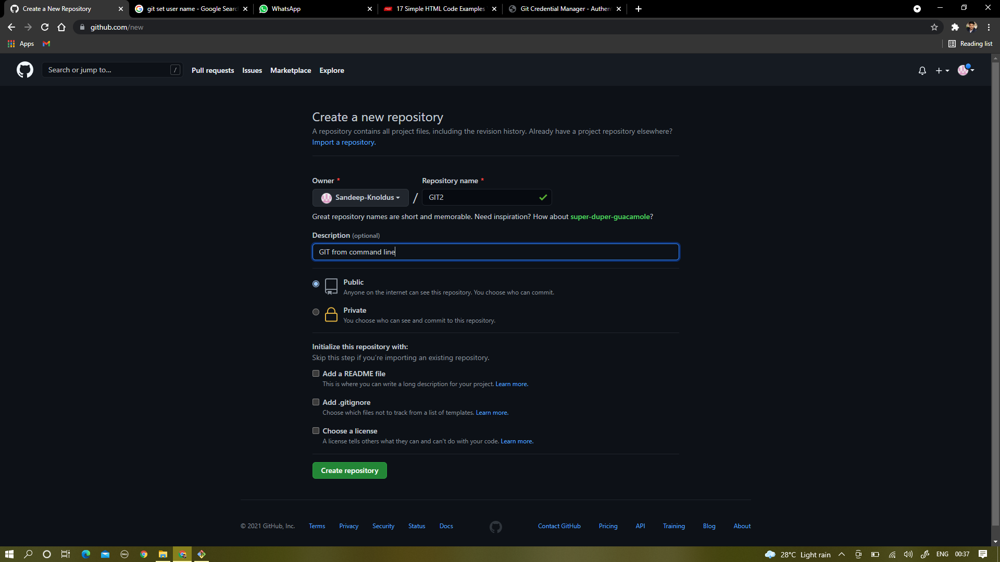 Create a New Repository
git set user name - Google Searc
WhatsApp
17 Simple HTML Code Examples
Git Credential Manager - Authen
github.com/new
Apps
Reading list
Search or jump to...
/
Pull requests
Issues
Marketplace
Explore
Create a new repository
A repository contains all project files, including the revision history. Already have a project repository elsewhere?
Import a repository.
Owner *
Repository name *
Sandeep-Knoldus
/
GIT2
Great repository names are short and memorable. Need inspiration? How about super-duper-guacamole?
Description (optional)
GIT from command line
Public
Anyone on the internet can see this repository. You choose who can commit.
Private
You choose who can see and commit to this repository.
Initialize this repository with:
Skip this step if you're importing an existing repository.
Add a README file
This is where you can write a long description for your project. Learn more.
Add .gitignore
Choose which files not to track from a list of templates. Learn more.
Choose a license
A license tells others what they can and can't do with your code. Learn more.
Create repository
© 2021 GitHub, Inc.
Terms
Privacy
Security
Status
Docs
Contact GitHub
Pricing
API
Training
Blog
About
28°C Light rain
ENG
00:37